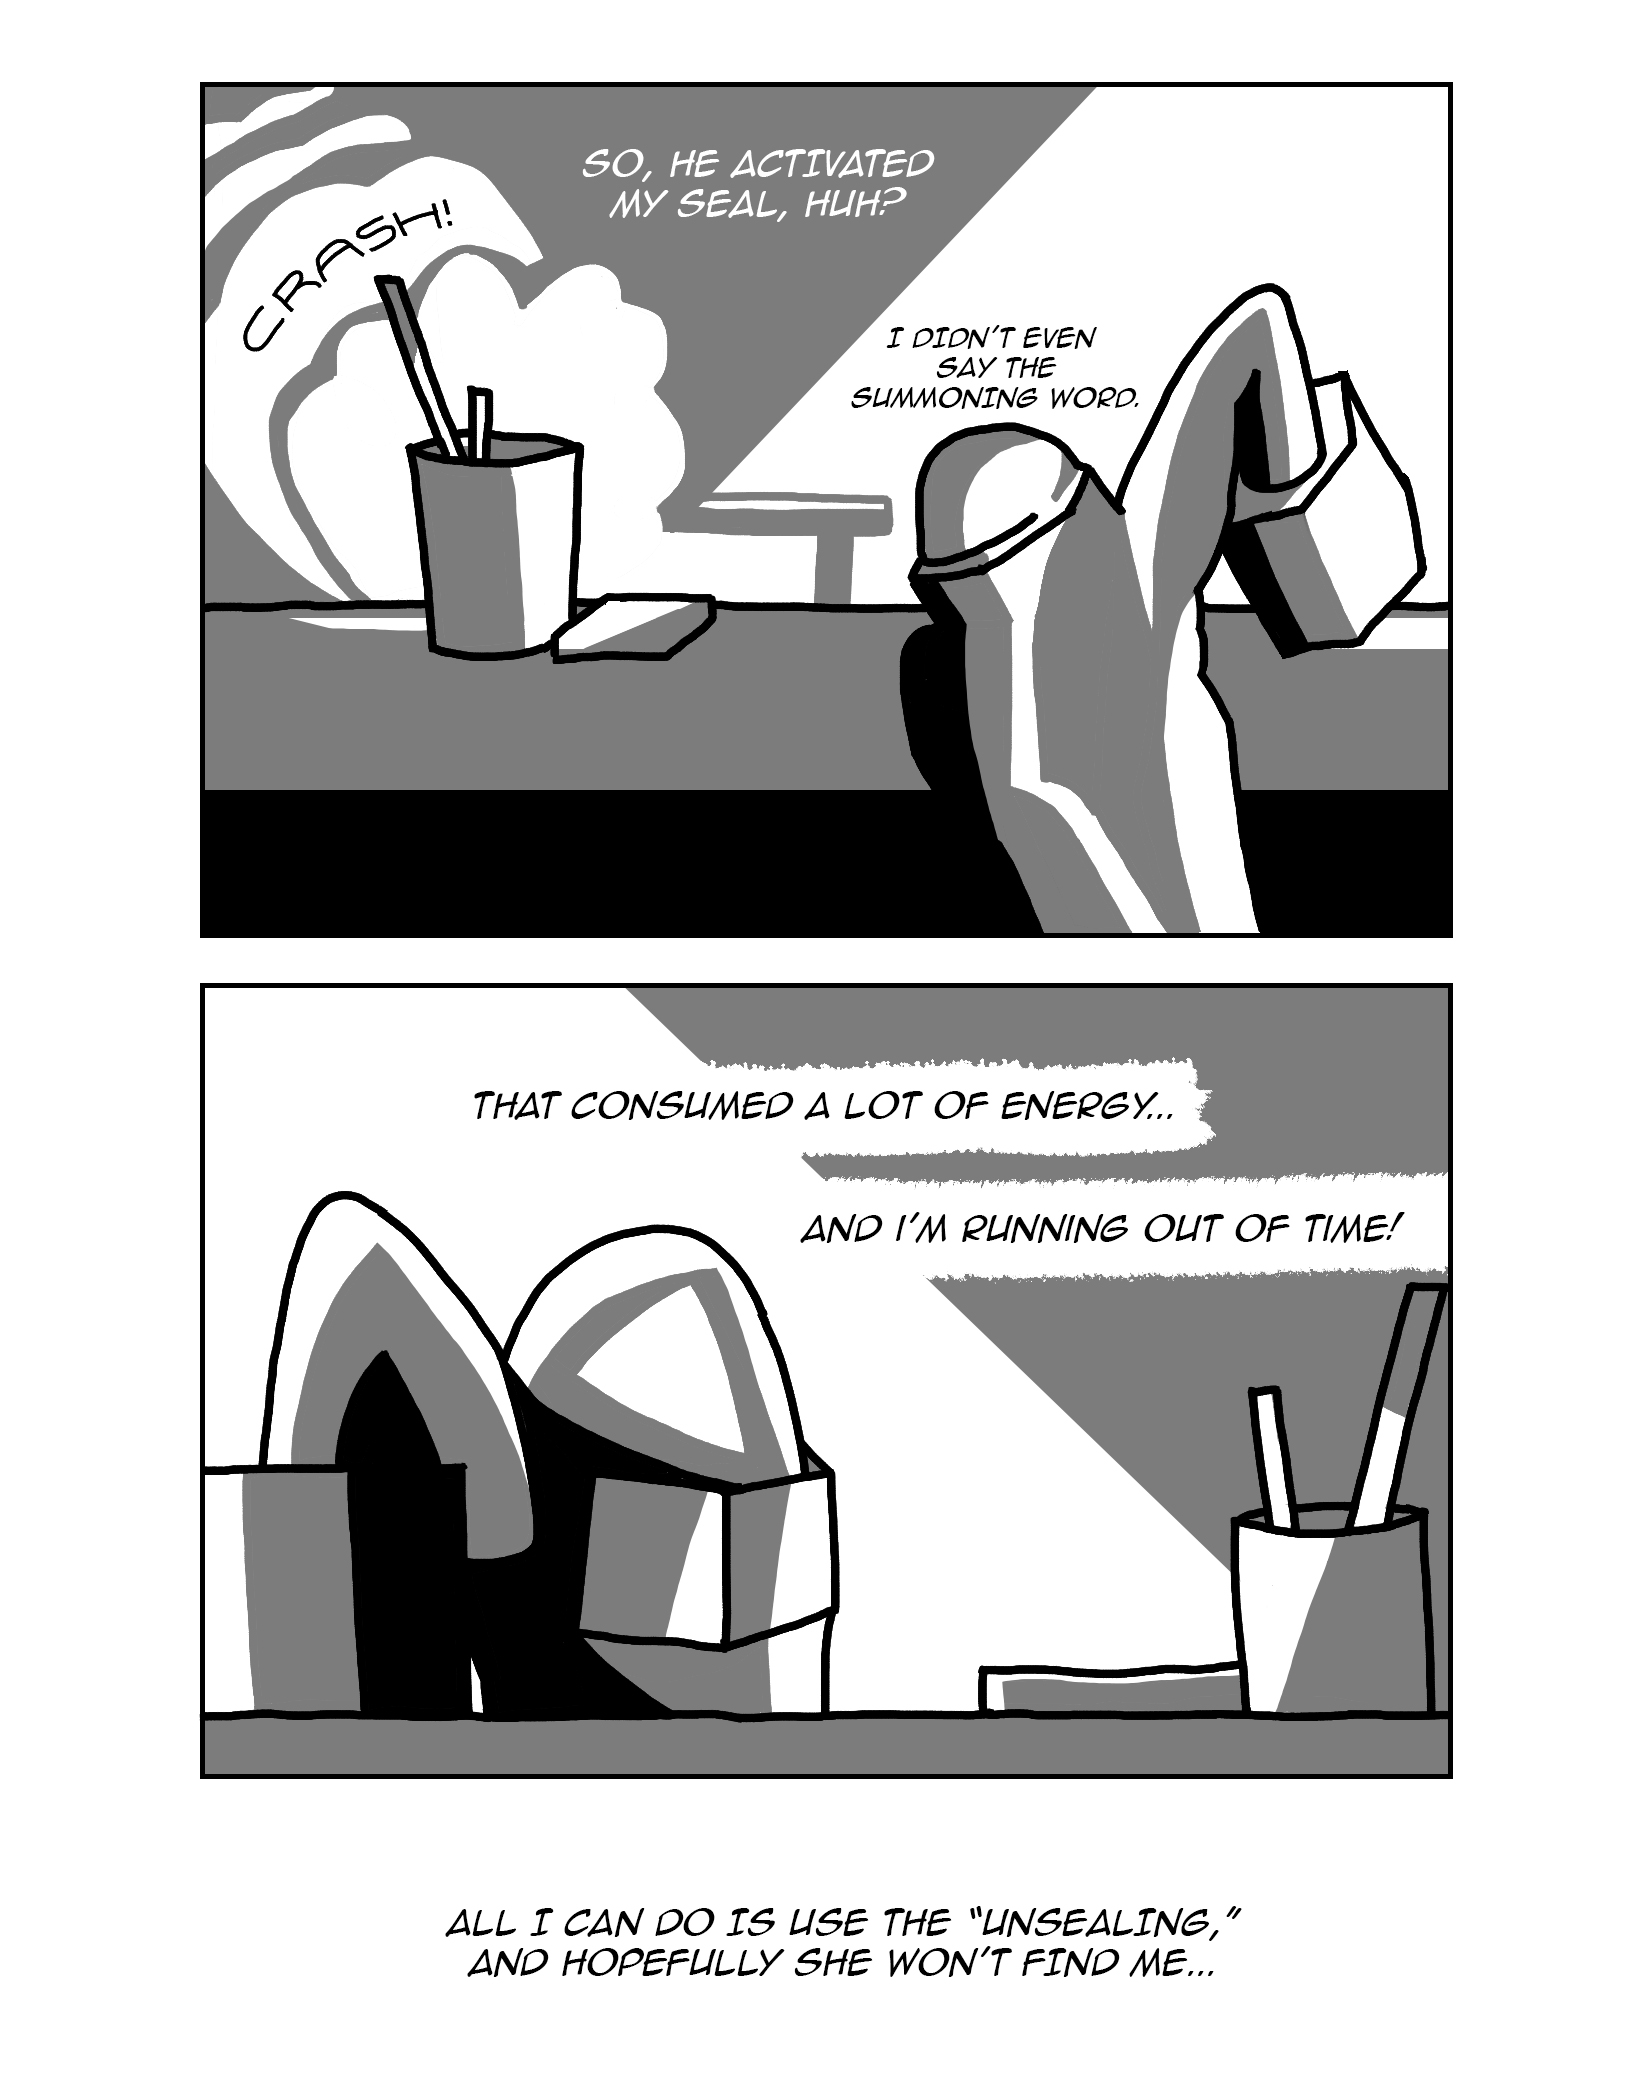 SO, HE ACTIVATED
MY SEAL, HUH?
CRASH!
I DIDN'T EVEN
SAY THE
SUMMONING WORD.
THAT CONSUMED A LOT OF ENERGY...
AND I'M RUNNING OUT OF TIME!
ALL I CAN DO IS USE THE "UNSEALING,"
AND HOPEFULLY SHE WON'T FIND ME...